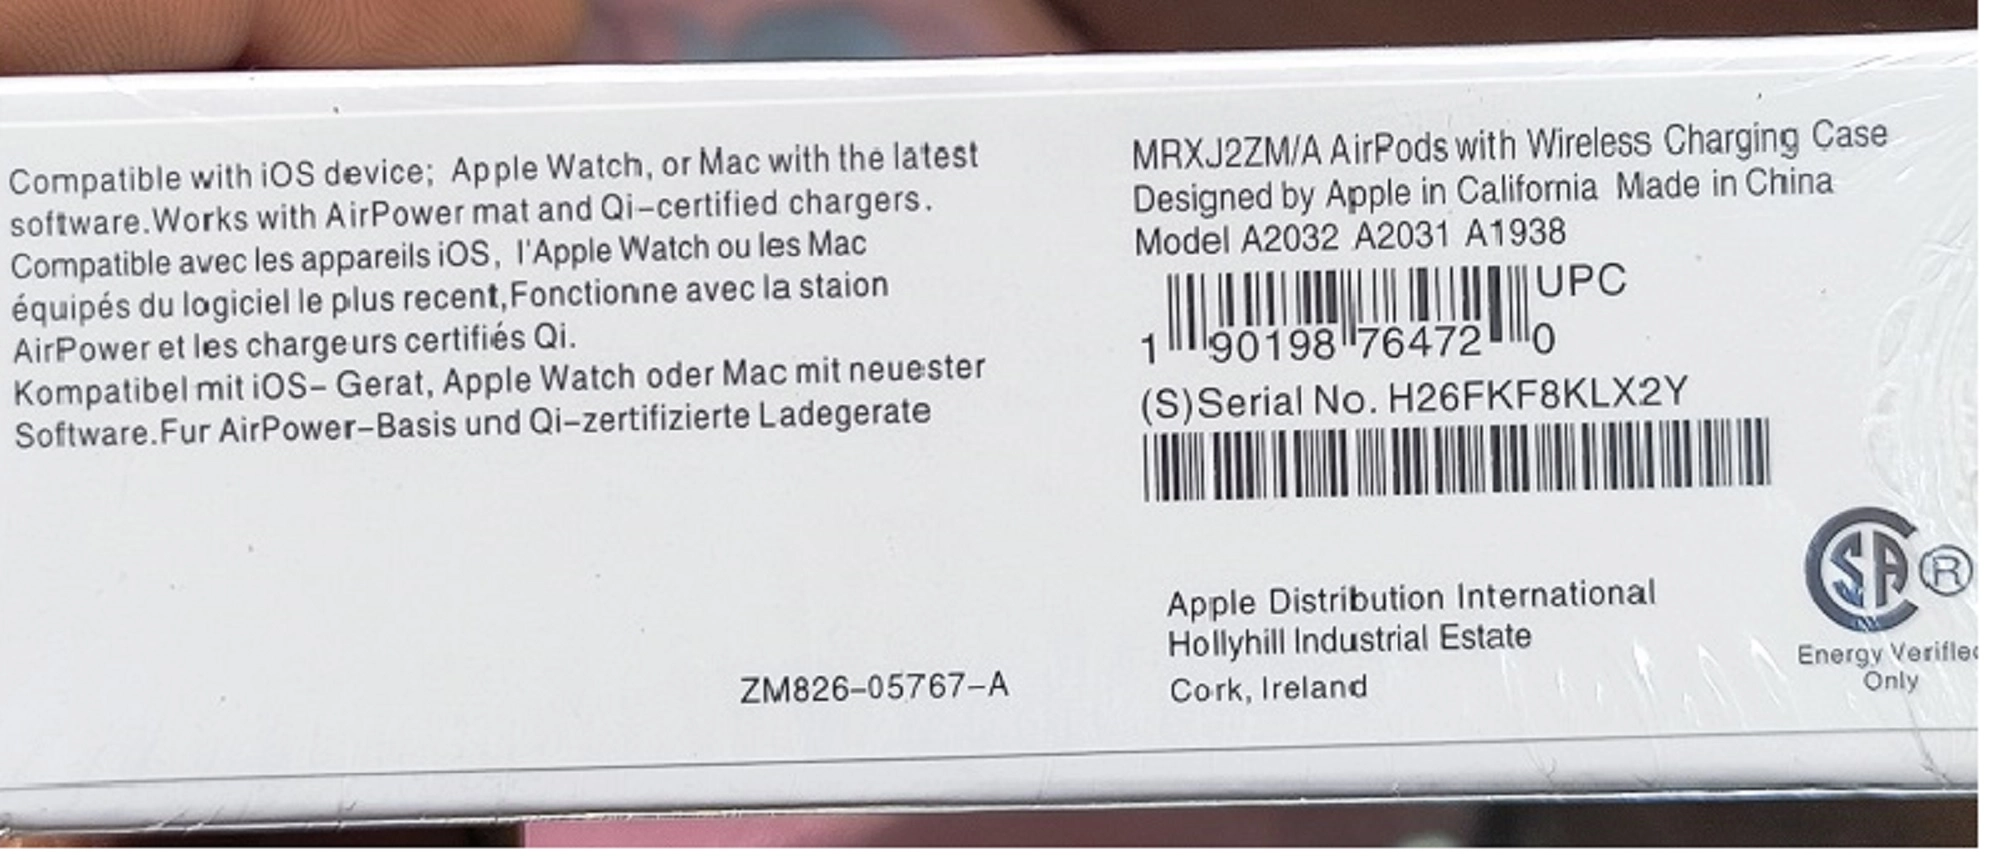 Compatible with iOS device; Apple Watch, or Mac with the latest
software.Works with AirPower mat and Qi-certified chargers.
Compatible avec les appareils iOS, l'Apple Watch ou les Mac
équipés du logiciel le plus recent,Fonctionne avec la staion
AirPower et les chargeurs certifiés Qi.
Kompatibel mit iOS- Gerat, Apple Watch oder Mac mit neuester
Software.Fur AirPower-Basis und Qi-zertifizierte Ladegerate
ZM826-05767-A
MRXJ2ZM/A AirPods with Wireless Charging Case
Designed by Apple in California Made in China
Model A2032 A2031 A1938
UPC
1 90198 76472 0
(S)Serial No. H26FKF8KLX2Y
Apple Distribution International
Hollyhill Industrial Estate
Cork, Ireland
CSA ®
Energy Verified
Only